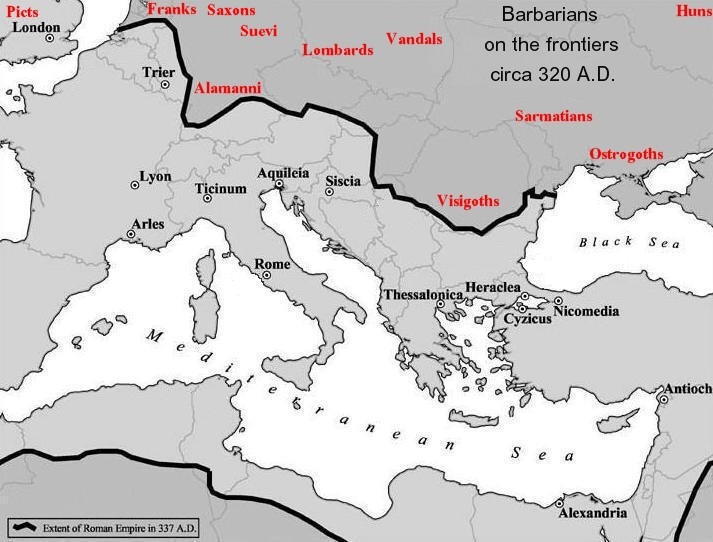 Picts
Franks
Saxons
Huns
London
Suevi
Lombards
Vandals
Barbarians
on the frontiers
circa 320 A.D.
Trier
Alamanni
Sarmatians
Ostrogoths
Lyon
Ticinum
Aquileia
Siscia
Visigoths
Arles
Black Sea
Rome
Thessalonica
Heraclea
Cyzicus
Nicomedia
Mediterranean Sea
Antioch
Alexandria
Extent of Roman Empire in 337 A.D.